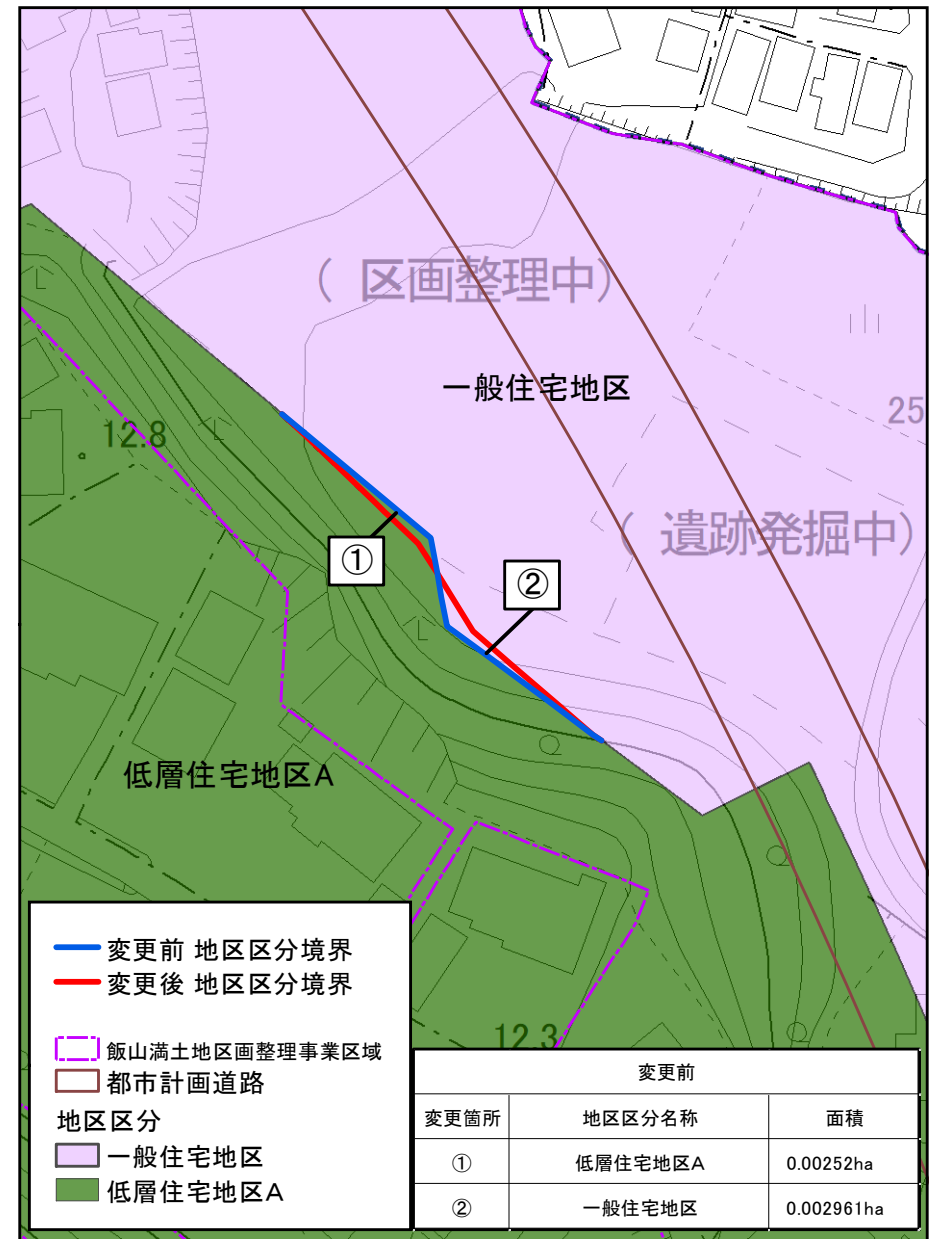 （ 区画整理中）
一般住宅地区
25
12.8
（ 遺跡発掘中）
①
②
低層住宅地区A
12.3
変更前 地区区分境界
変更後 地区区分境界
飯山満土地区画整理事業区域
都市計画道路
地区区分
一般住宅地区
低層住宅地区A
変更前
変更箇所 地区区分名称 面積
① 低層住宅地区A 0.00252ha
② 一般住宅地区 0.002961ha